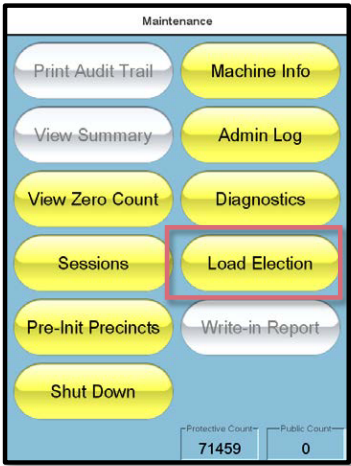 Maintenance
Print Audit Trail
Machine Info
View Summary
Admin Log
View Zero Count
Diagnostics
Sessions
Load Election
Pre-Init Precincts
Write-in Report
Shut Down
Protective Count
Public Count
71459
0